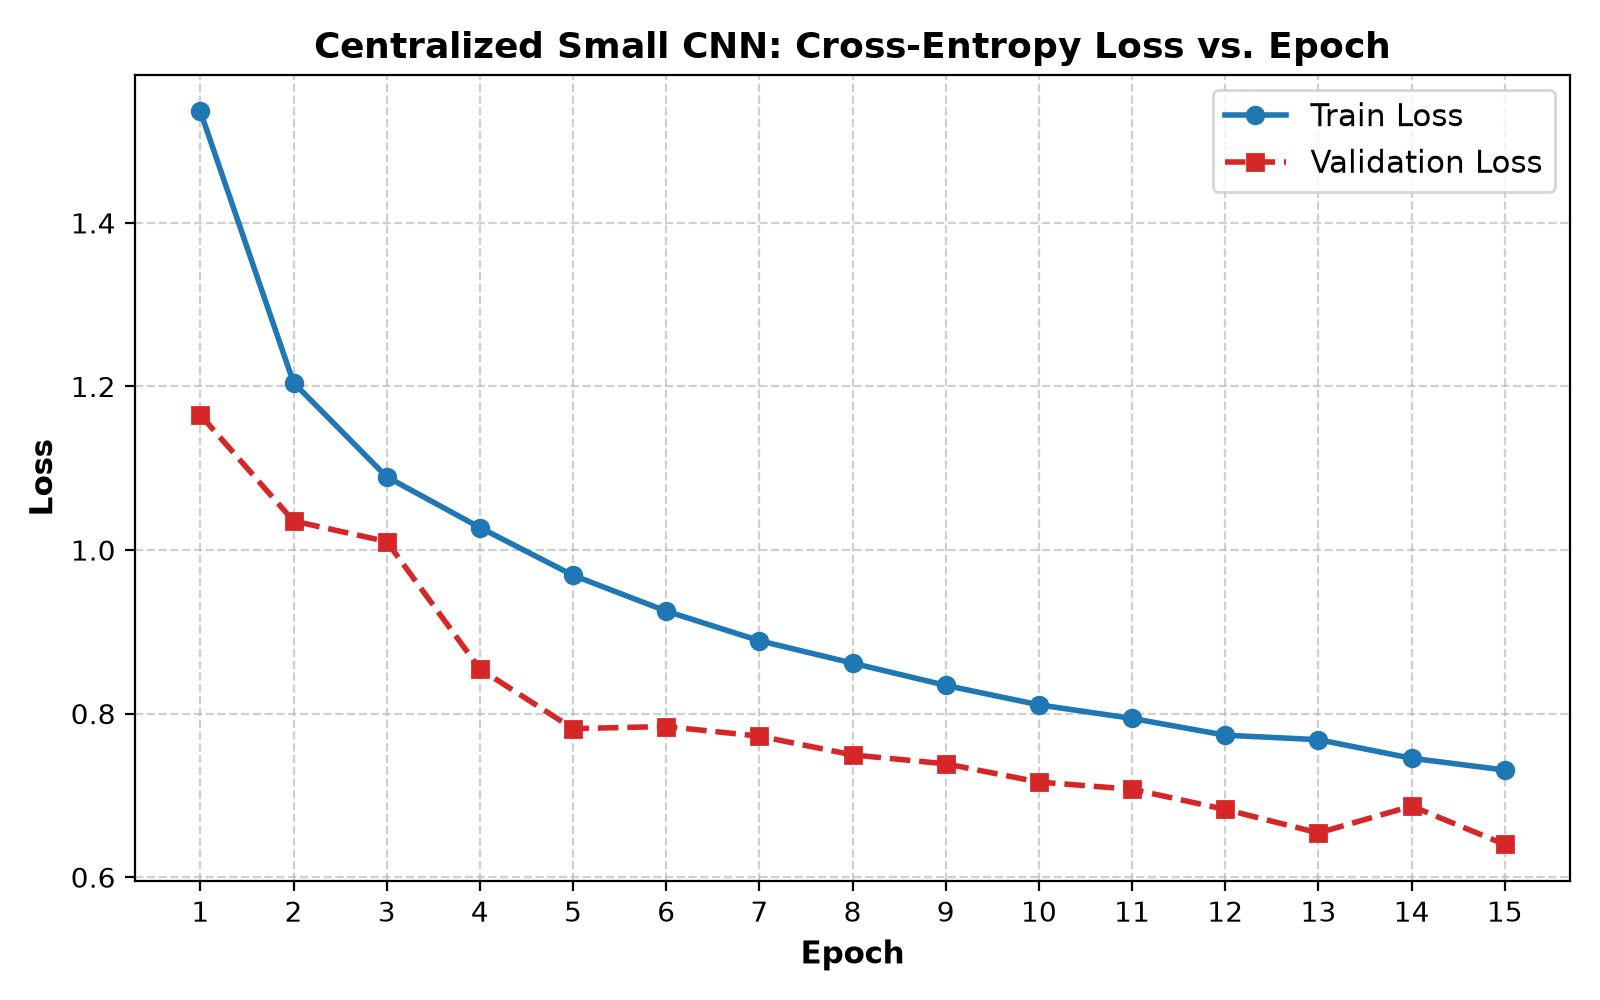 Centralized Small CNN: Cross-Entropy Loss vs. Epoch
Train Loss
Validation Loss
Loss
1.4
1.2
1.0
0.8
0.6
1 2 3 4 5 6 7 8 9 10 11 12 13 14 15
Epoch